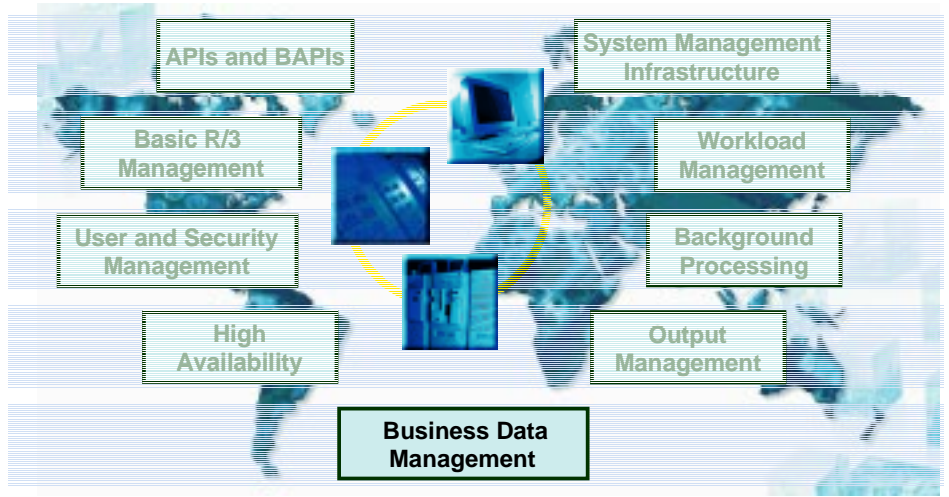 APIs and BAPIs
System Management
Infrastructure
Basic R/3
Management
Workload
Management
User and Security
Management
Background
Processing
High
Availability
Output
Management
Business Data
Management